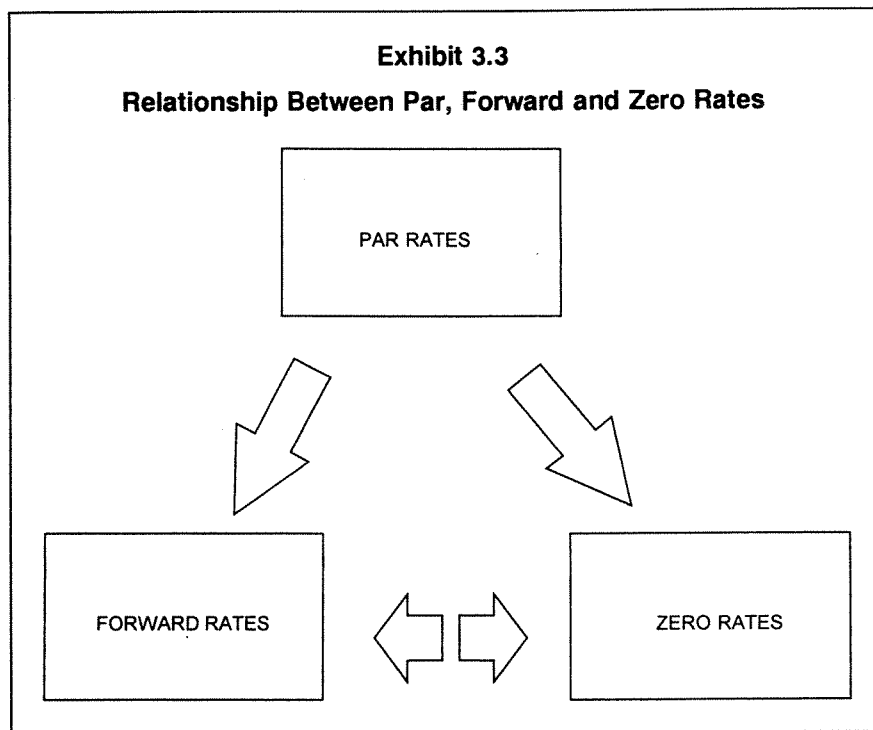 Exhibit 3.3
Relationship Between Par, Forward and Zero Rates
PAR RATES
FORWARD RATES
ZERO RATES